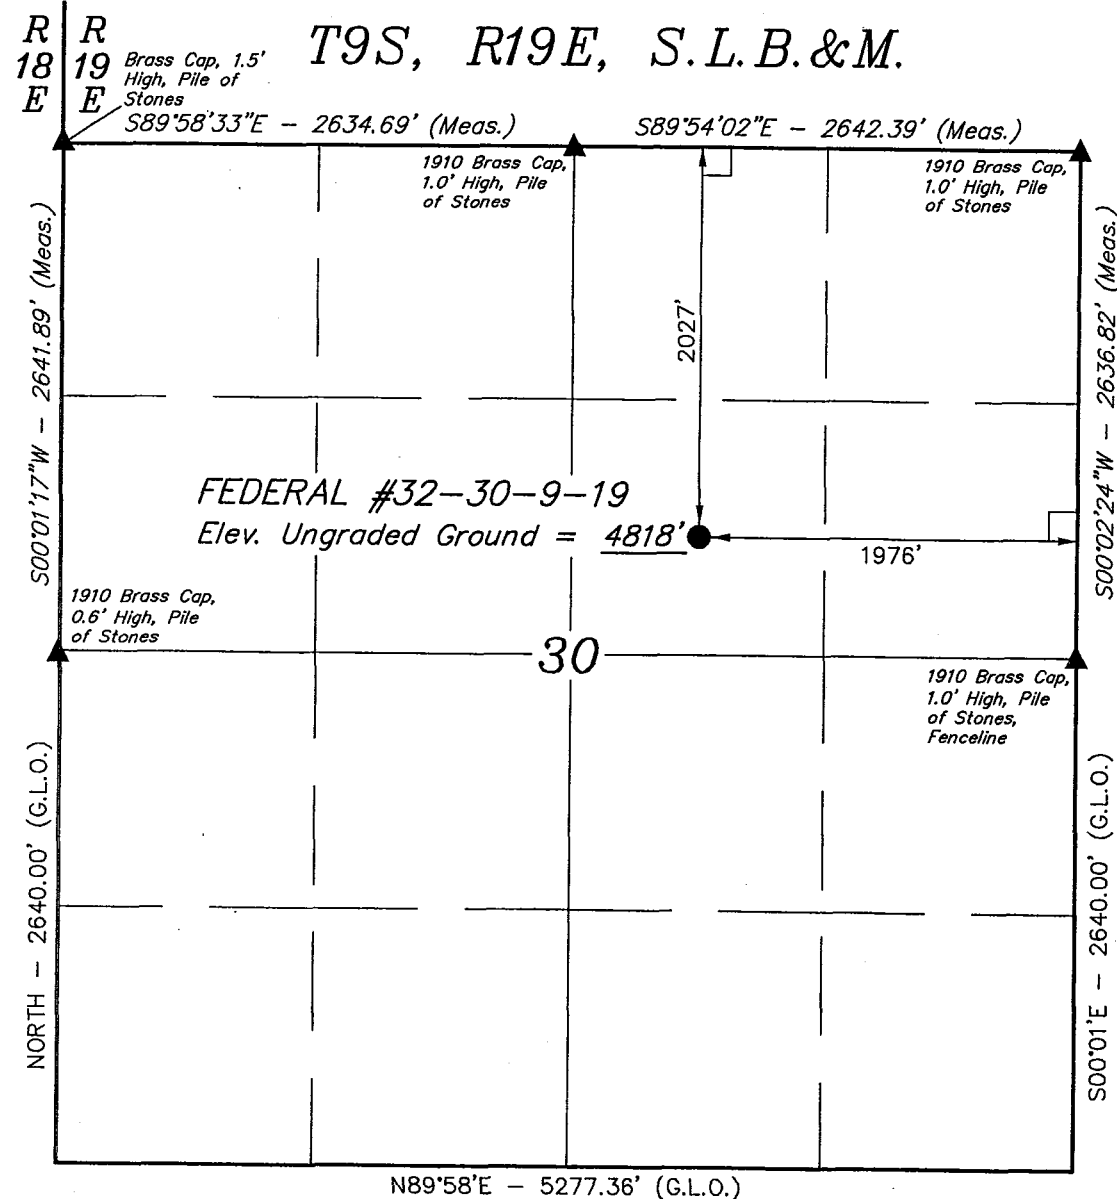 R R
18 19
E E
T9S, R19E, S.L.B.&M.
Brass Cap, 1.5'
High, Pile of
Stones
S89°58'33"E - 2634.69' (Meas.)
S89°54'02"E - 2642.39' (Meas.)
1910 Brass Cap,
1.0' High, Pile
of Stones
1910 Brass Cap,
1.0' High, Pile
of Stones
S00°01'17"W - 2641.89' (Meas.)
2027'
S00°02'24"W - 2636.82' (Meas.)
FEDERAL #32-30-9-19
Elev. Ungraded Ground = 4818'
1976'
1910 Brass Cap,
0.6' High, Pile
of Stones
30
1910 Brass Cap,
1.0' High, Pile
of Stones,
Fenceline
NORTH - 2640.00' (G.L.O.)
S00°01'E - 2640.00' (G.L.O.)
N89°58'E - 5277.36' (G.L.O.)